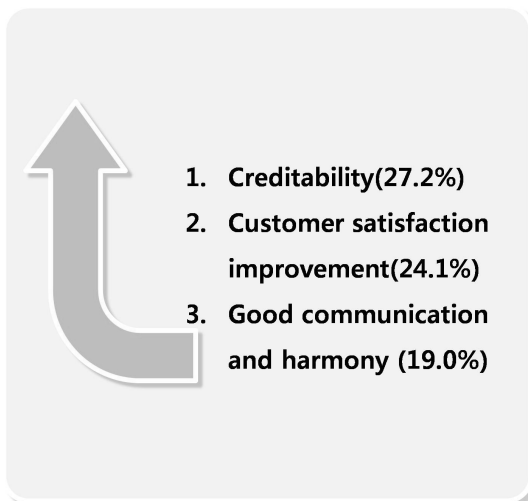 1. Creditability(27.2%)
2. Customer satisfaction
improvement(24.1%)
3. Good communication
and harmony (19.0%)